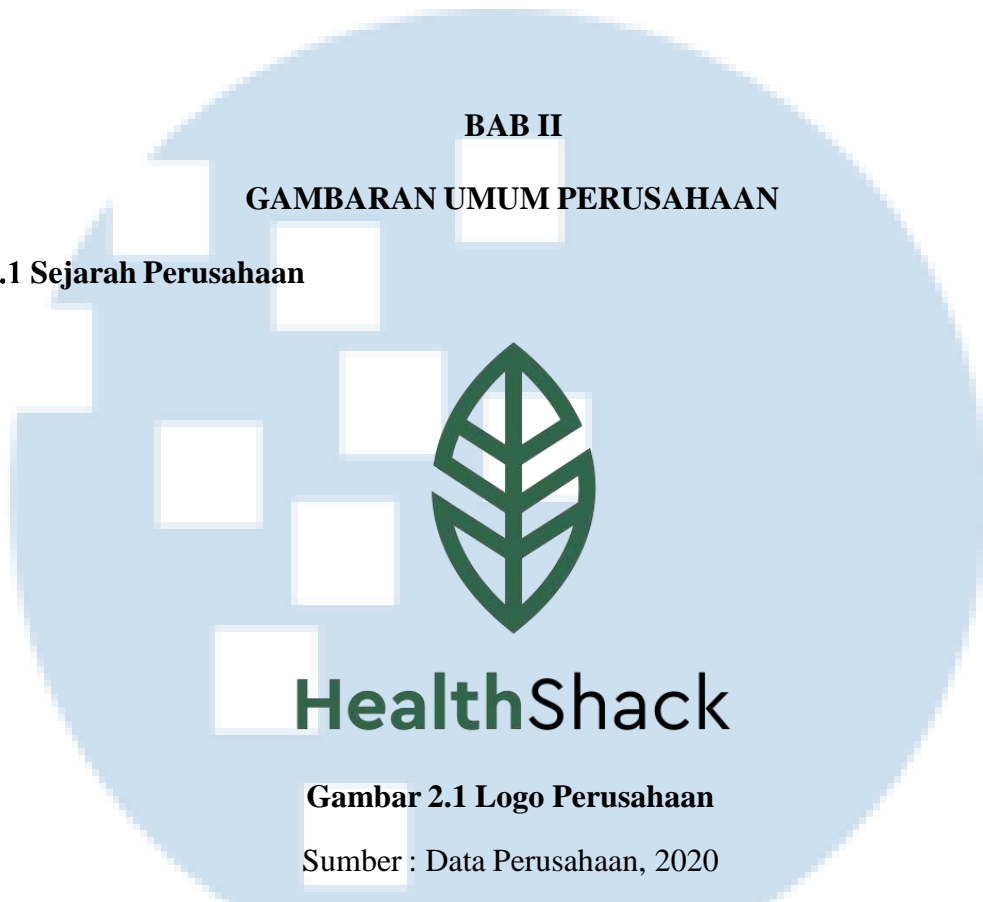 BAB II
GAMBARAN UMUM PERUSAHAAN
.1 Sejarah Perusahaan
HealthShack
Gambar 2.1 Logo Perusahaan
Sumber : Data Perusahaan, 2020